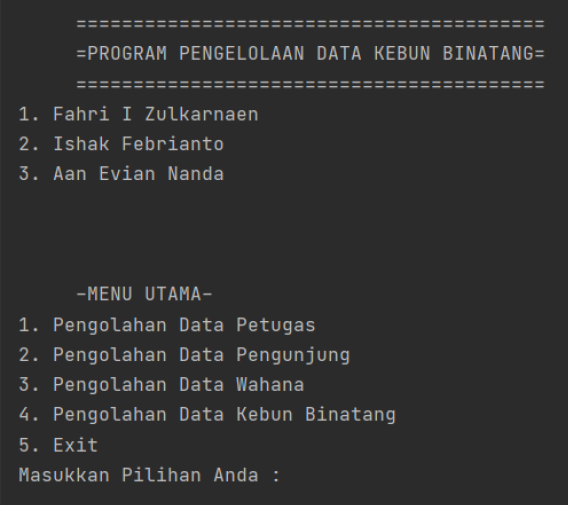 =========================================
=PROGRAM PENGELOLAAN DATA KEBUN BINATANG=
=========================================
1. Fahri I Zulkarnaen
2. Ishak Febrianto
3. Aan Evian Nanda
-MENU UTAMA-
1. Pengolahan Data Petugas
2. Pengolahan Data Pengunjung
3. Pengolahan Data Wahana
4. Pengolahan Data Kebun Binatang
5. Exit
Masukkan Pilihan Anda :